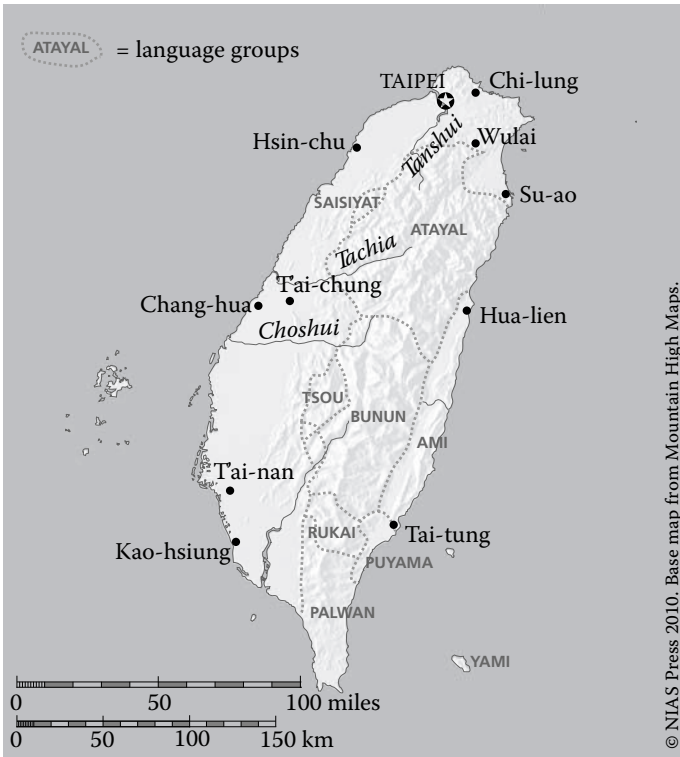 ATAYAL = language groups
TAIPEI
Chi-lung
Tanshui
Wulai
Hsin-chu
Su-ao
SAISIYAT
ATAYAL
Tachia
T'ai-chung
Chang-hua
Hua-lien
Choshui
TSOU
BUNUN
AMI
T'ai-nan
RUKAI
Tai-tung
Kao-hsiung
PUYAMA
PALWAN
YAMI
0 50 100 miles
0 50 100 150 km
© NIAS Press 2010. Base map from Mountain High Maps.